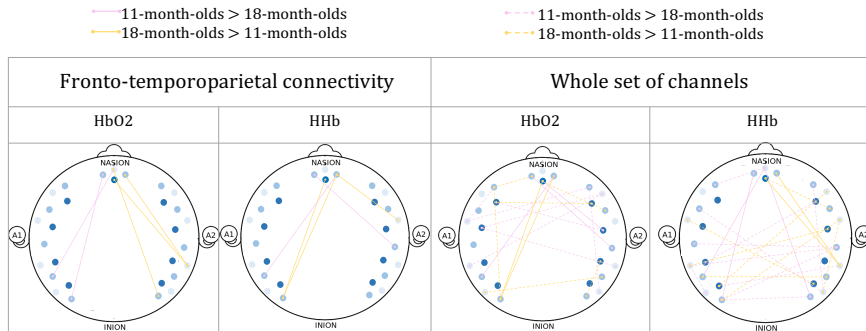 11-month-olds > 18-month-olds
18-month-olds > 11-month-olds
11-month-olds > 18-month-olds
18-month-olds > 11-month-olds
Fronto-temporoparietal connectivity
Whole set of channels
HbO2
HHb
HbO2
HHb
NASION
NASION
NASION
NASION
A1
A2
A1
A2
A1
A2
A1
A2
INION
INION
INION
INION